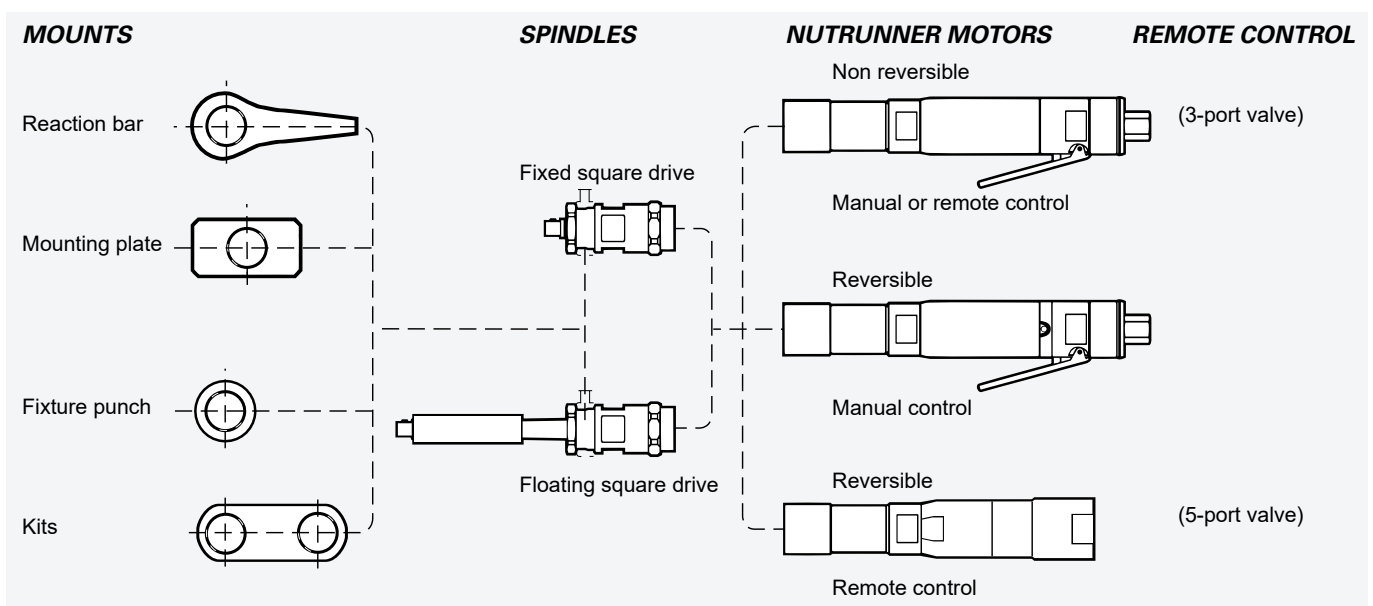 MOUNTS
SPINDLES
NUTRUNNER MOTORS
REMOTE CONTROL
Non reversible
Reaction bar
(3-port valve)
Fixed square drive
Manual or remote control
Mounting plate
Reversible
Fixture punch
Manual control
Floating square drive
Reversible
Kits
(5-port valve)
Remote control